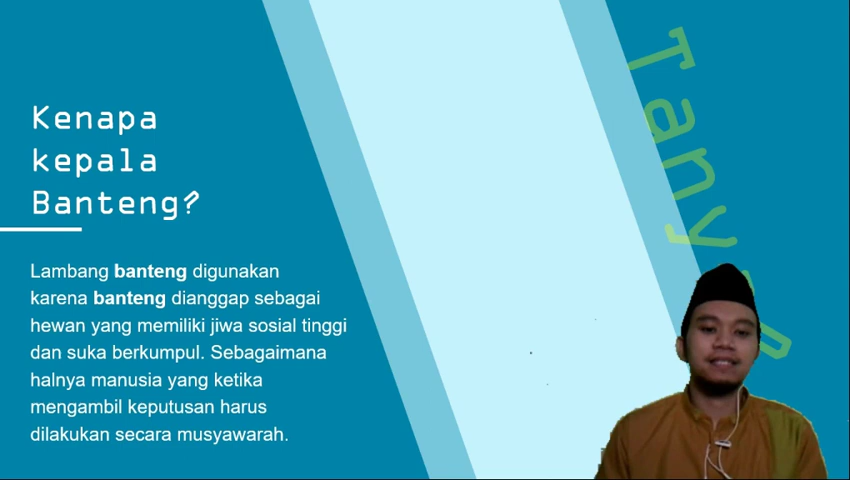 Kenapa
kepala
Banteng?
Lambang banteng digunakan
karena banteng dianggap sebagai
hewan yang memiliki jiwa sosial tinggi
dan suka berkumpul. Sebagaimana
halnya manusia yang ketika
mengambil keputusan harus
dilakukan secara musyawarah.